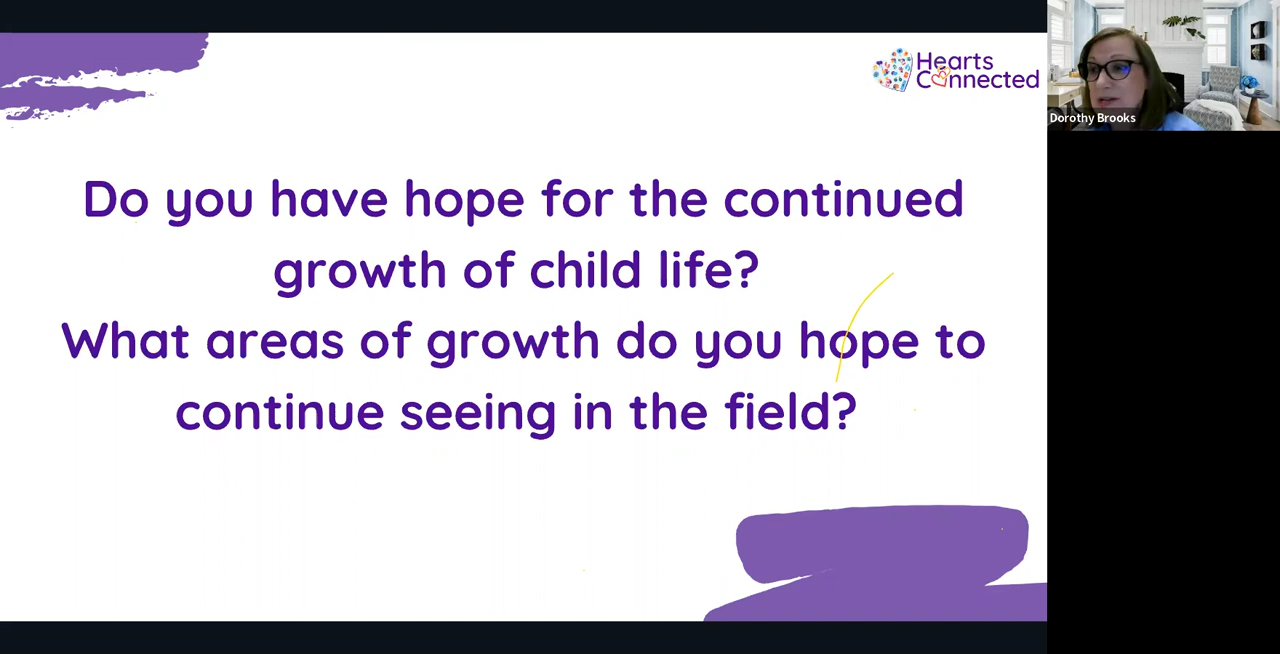 Hearts
Connected
Dorothy Brooks
Do you have hope for the continued
growth of child life?
What areas of growth do you hope to
continue seeing in the field?